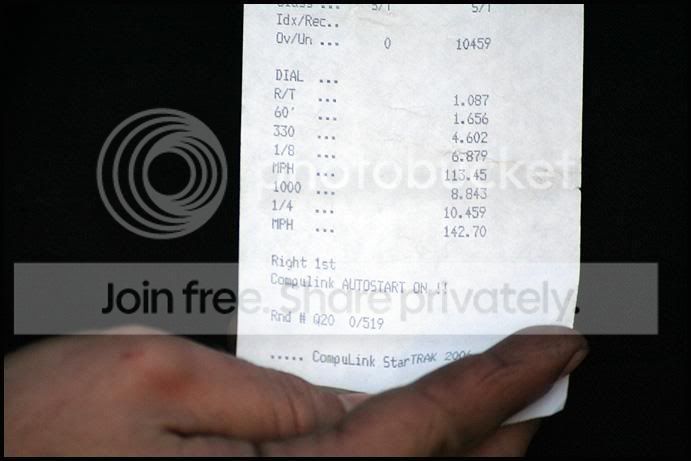 Class ... S/T S/T
Idx/Rec..
Ov/Un ... 0 10459
DIAL ...
R/T ... 1.087
60' ... 1.656
330 ... 4.602
1/8 ... 6.879
MPH ... 113.45
1000 ... 8.843
1/4 ... 10.459
MPH ... 142.70
Right 1st
Compulink AUTOSTART ON !!
Rnd # Q20 0/519
..... CompuLink StarTRAK 2006
photobucket
Join free. Share privately.